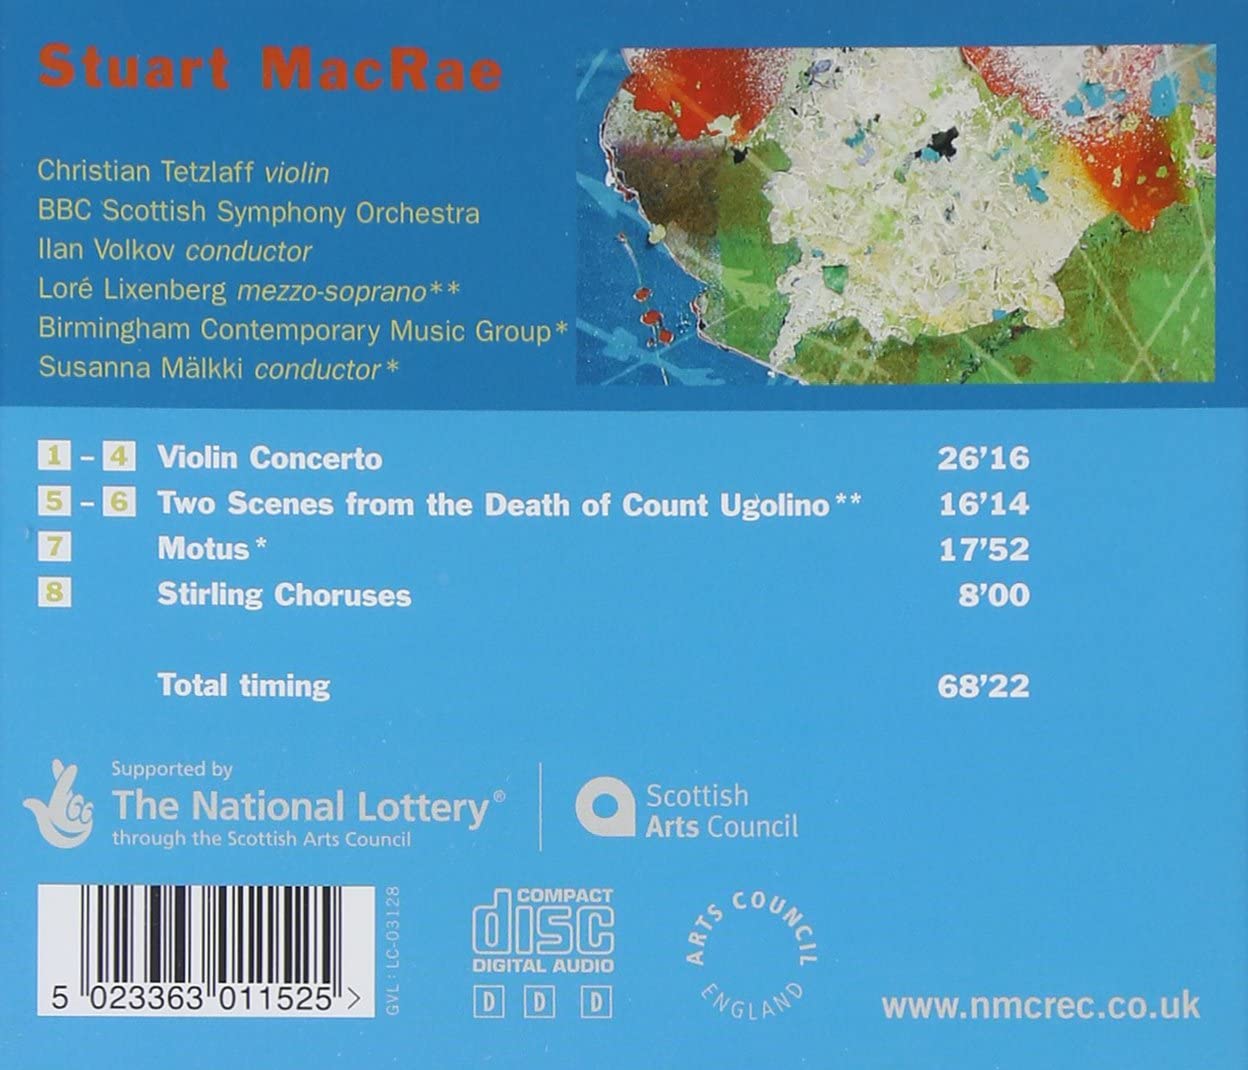 Stuart MacRae
Christian Tetzlaff violin
BBC Scottish Symphony Orchestra
Ilan Volkov conductor
Loré Lixenberg mezzo-soprano**
Birmingham Contemporary Music Group*
Susanna Mälkki conductor*
1 – 4 Violin Concerto 26’16
5 – 6 Two Scenes from the Death of Count Ugolino** 16’14
7 Motus* 17’52
8 Stirling Choruses 8’00
Total timing 68’22
Supported by
The National Lottery®
through the Scottish Arts Council
Scottish
Arts Council
5 023363 011525 >
GVL : LC-03128
COMPACT
disc
DIGITAL AUDIO
D D D
ARTS COUNCIL
ENGLAND
www.nmcrec.co.uk